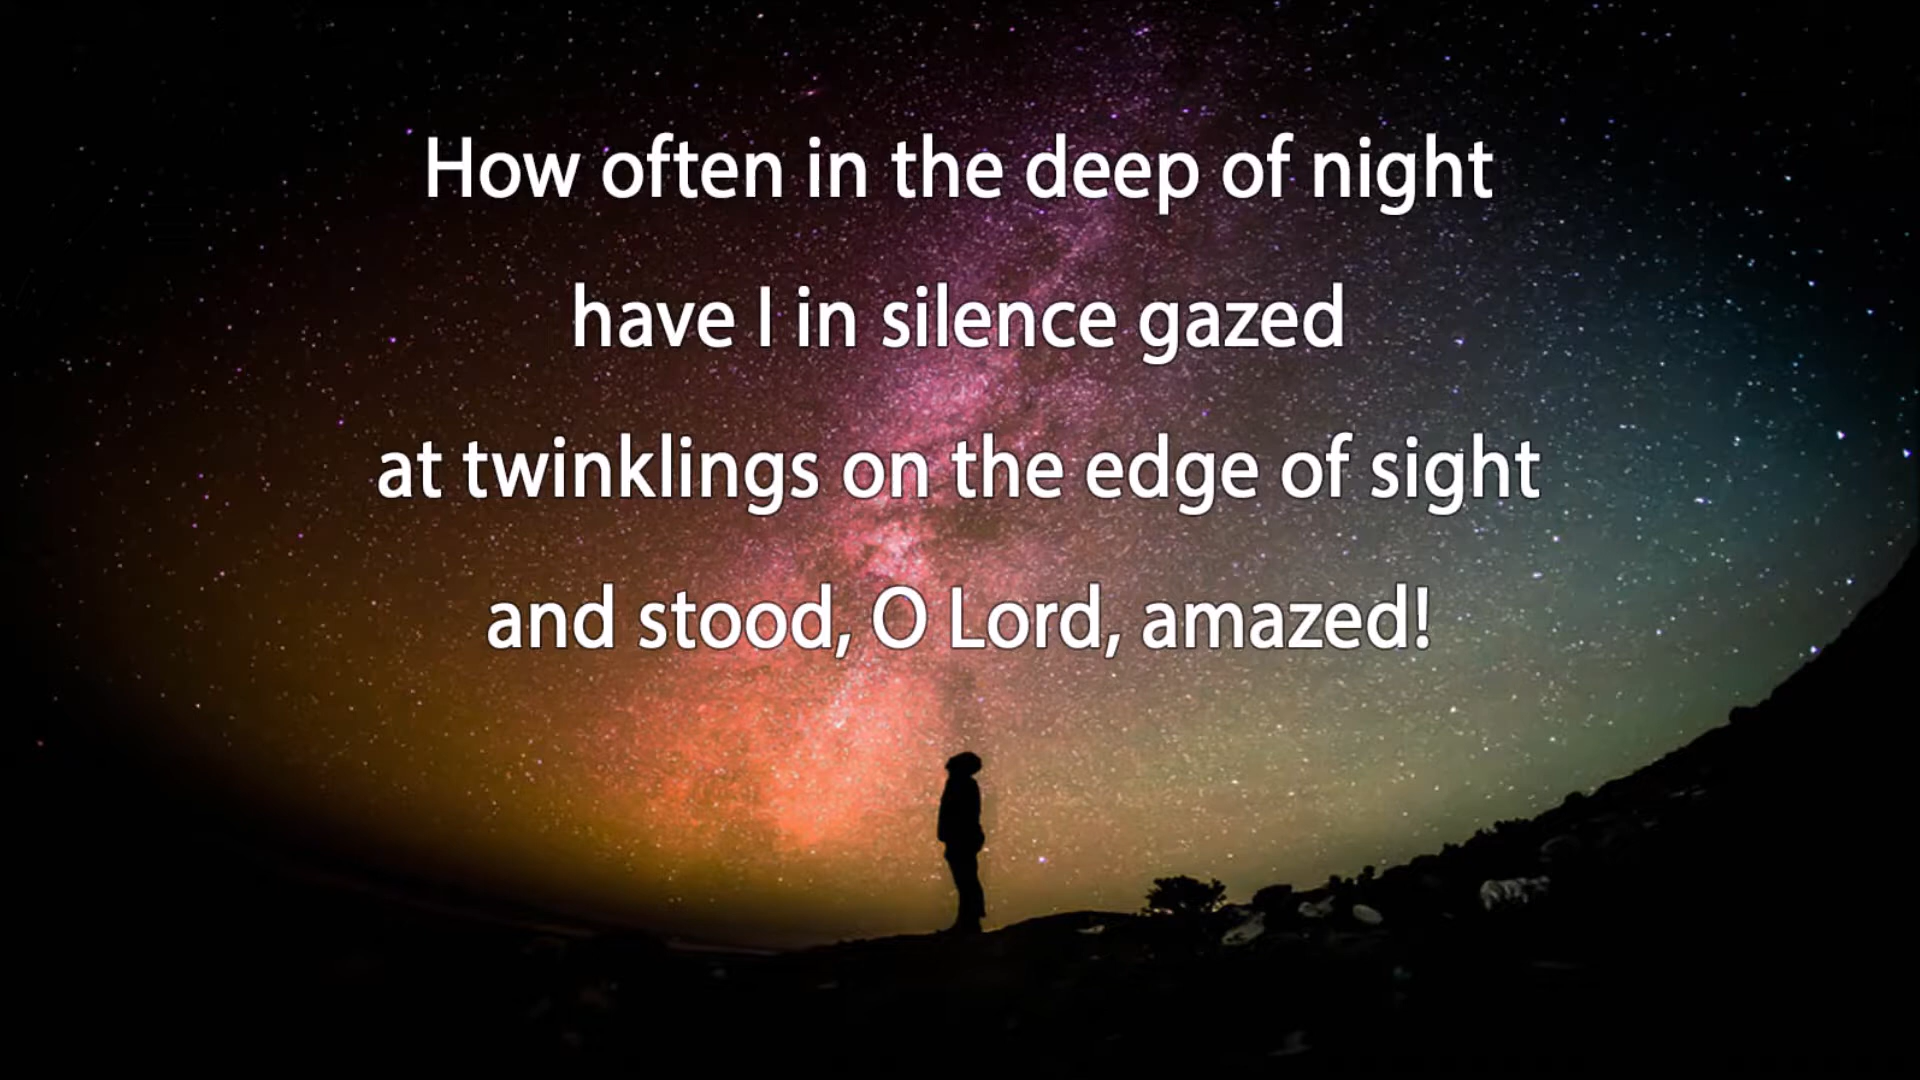 How often in the deep of night
have I in silence gazed
at twinklings on the edge of sight
and stood, O Lord, amazed!